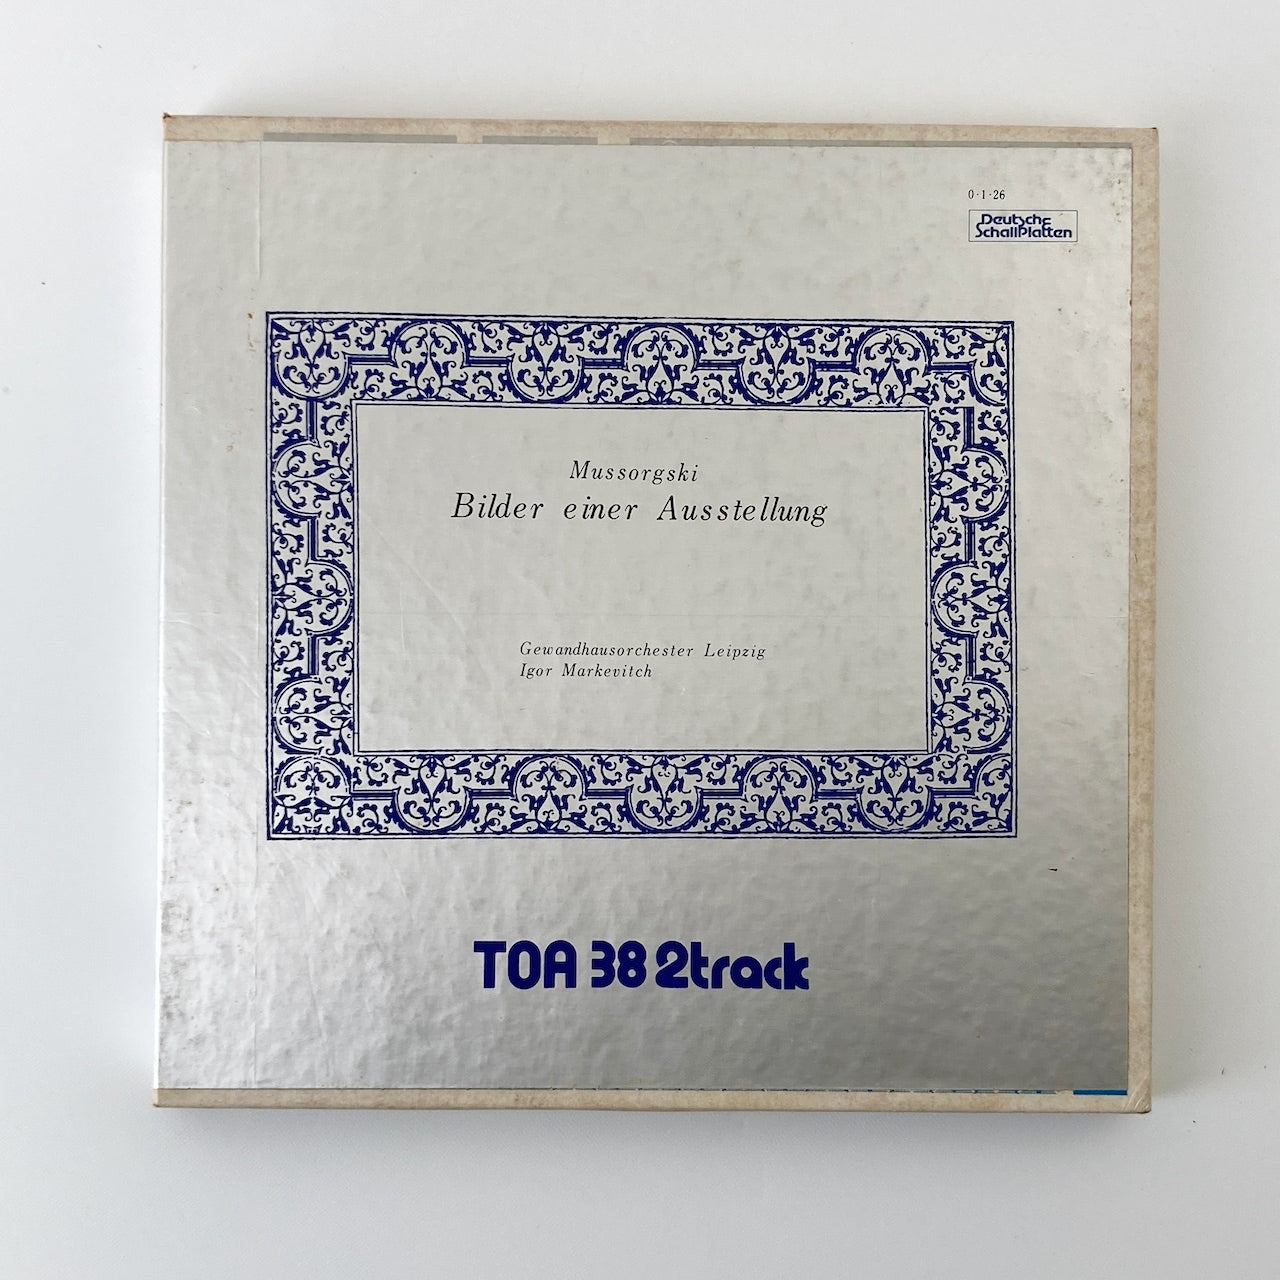 0·1·26
Deutsche
Schallplatten
Mussorgski
Bilder einer Ausstellung
Gewandhausorchester Leipzig
Igor Markevitch
TOA 38 2track